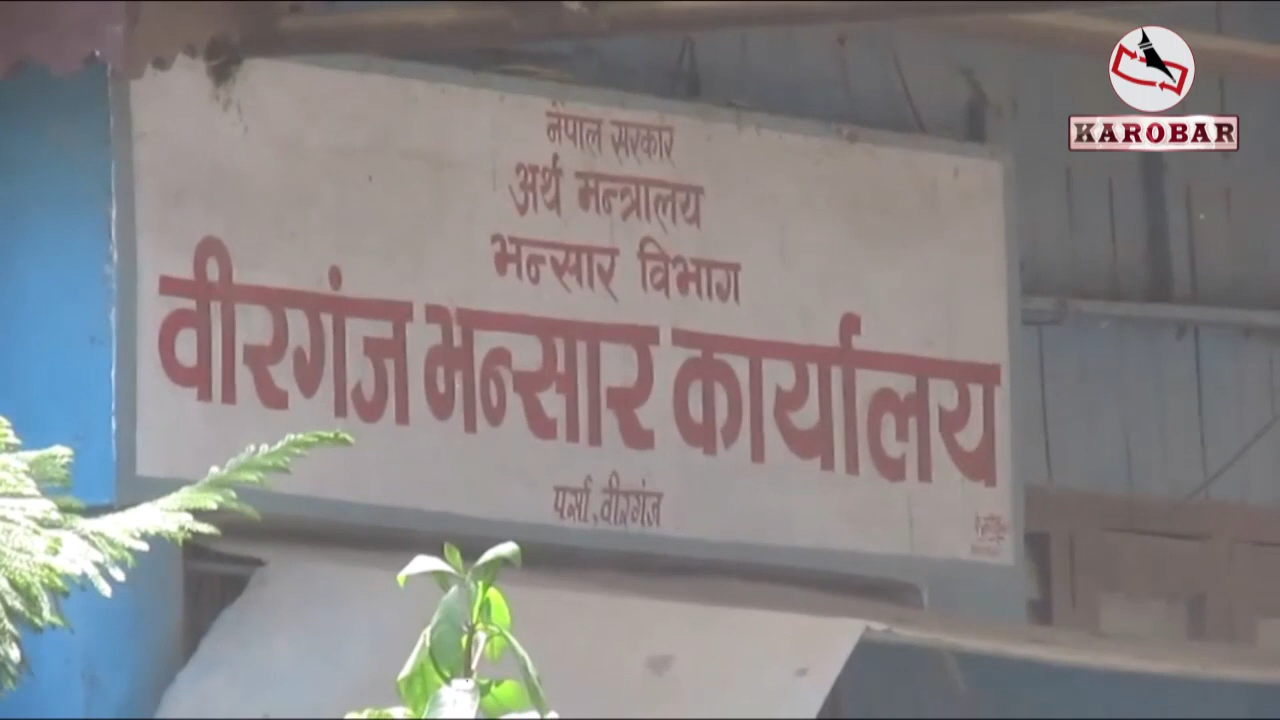 KAROBAR
नेपाल सरकार
अर्थ मन्त्रालय
भन्सार विभाग
वीरगंज भन्सार कार्यालय
पर्सा, वीरगंज